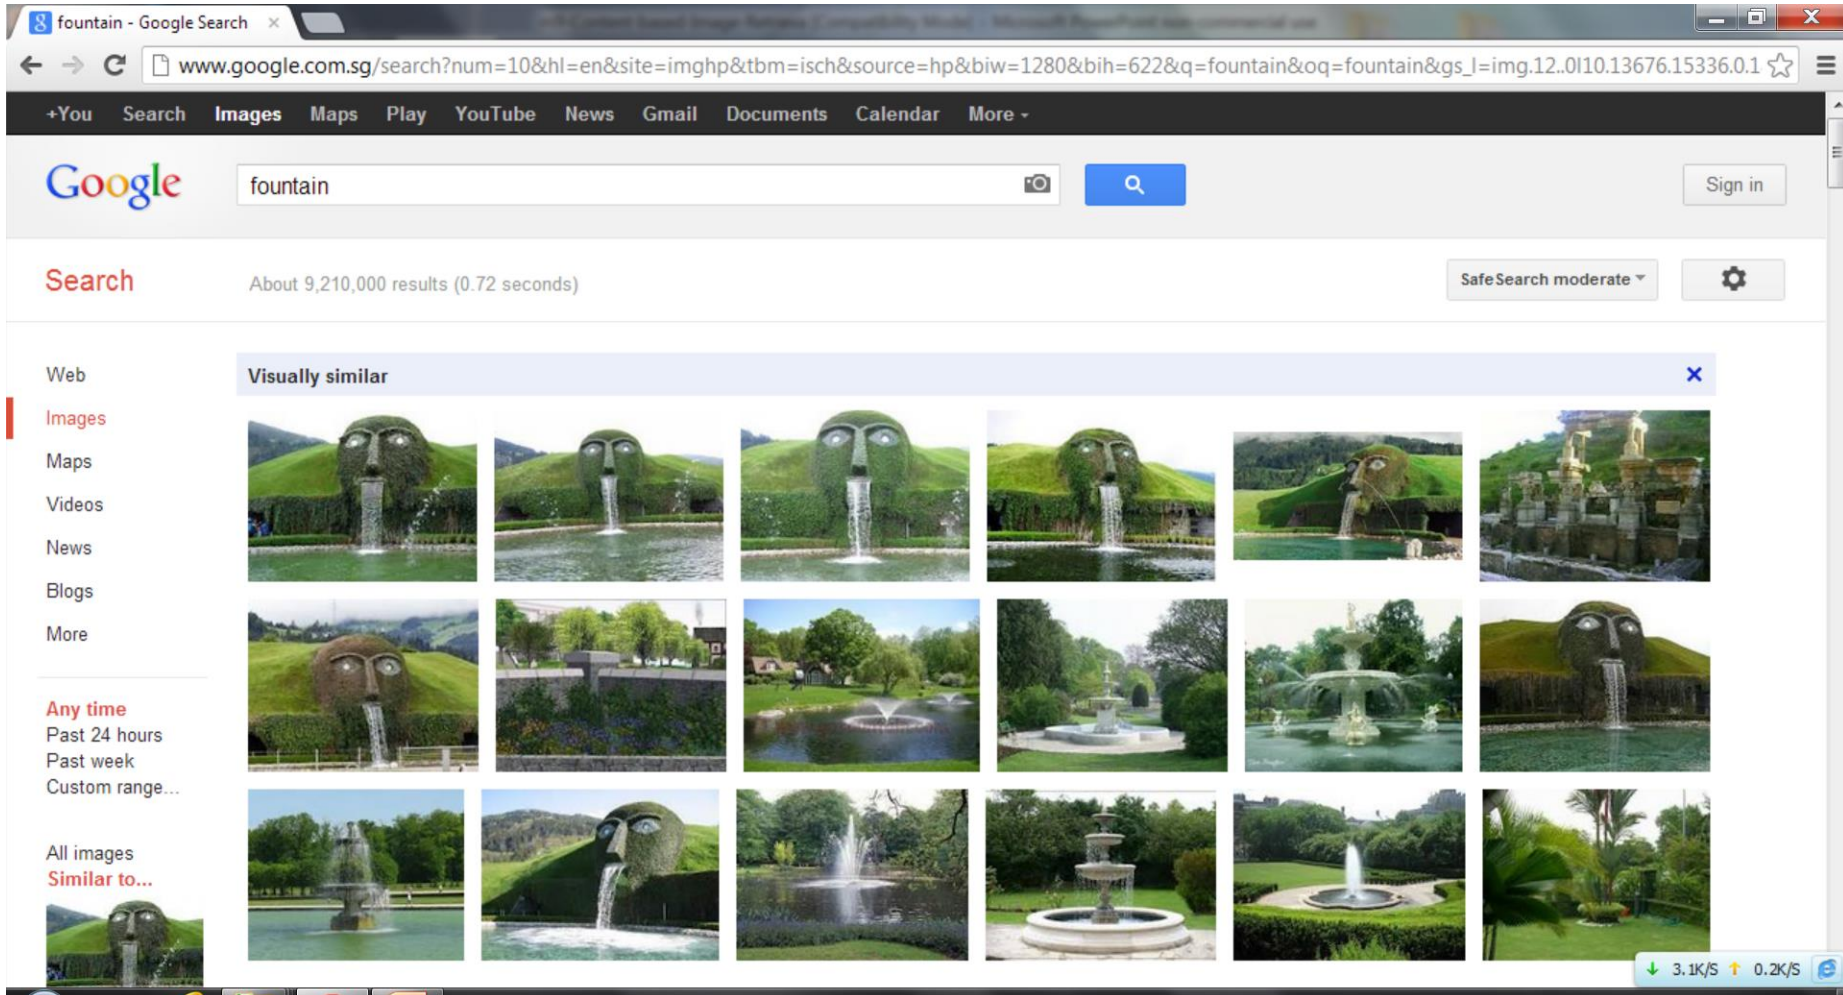 fountain - Google Search
www.google.com.sg/search?num=10&hl=en&site=imghp&tbm=isch&source=hp&biw=1280&bih=622&q=fountain&oq=fountain&gs_l=img.12..0l10.13676.15336.0.1
+You Search Images Maps Play YouTube News Gmail Documents Calendar More
Google
fountain
Sign in
Search
About 9,210,000 results (0.72 seconds)
SafeSearch moderate
Web
Visually similar
Images
Maps
Videos
News
Blogs
More
Any time
Past 24 hours
Past week
Custom range...
All images
Similar to...
3.1K/S 0.2K/S